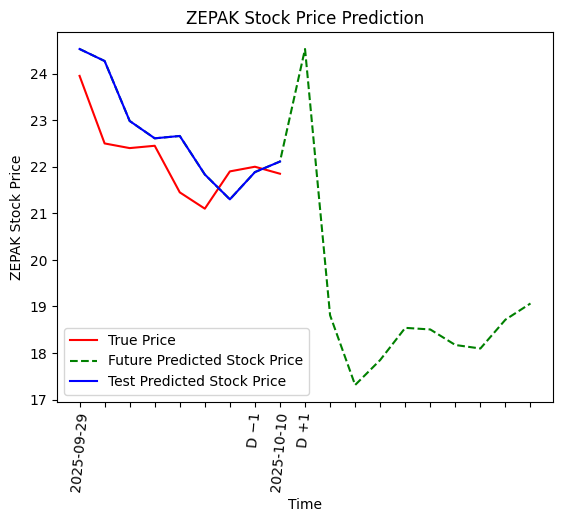 ZEPAK Stock Price Prediction
ZEPAK Stock Price
24
23
22
21
20
19
18
17
True Price
Future Predicted Stock Price
Test Predicted Stock Price
2025-09-29
D −1
2025-10-10
D +1
Time